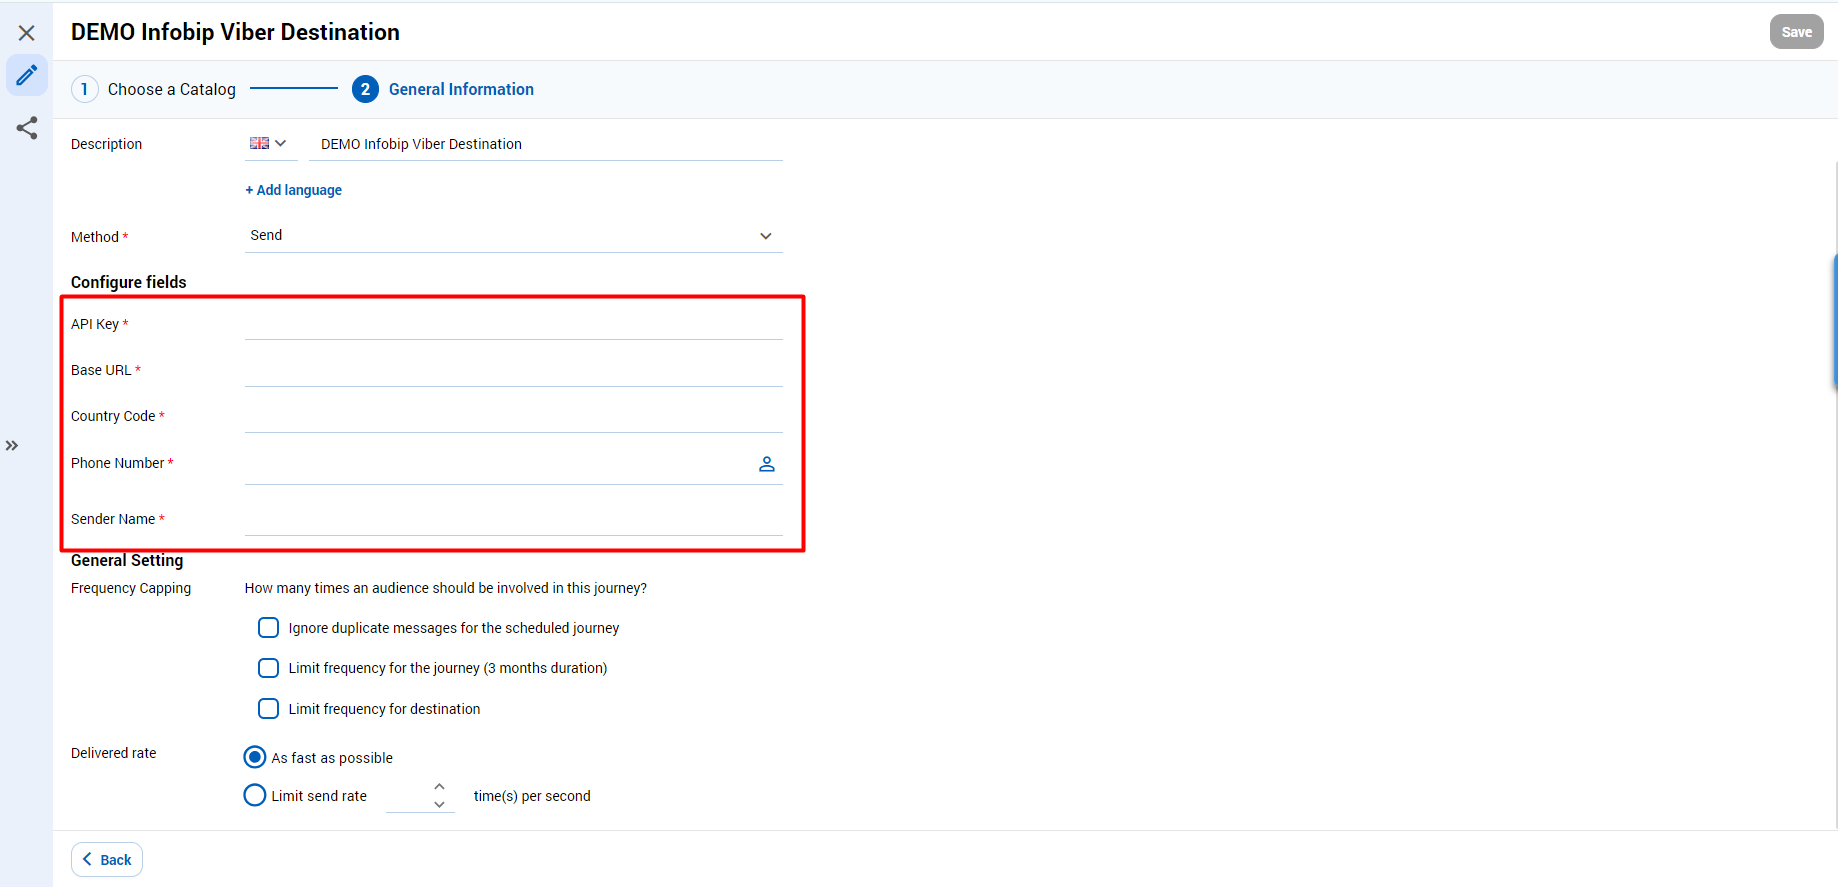 DEMO Infobip Viber Destination
Save
1 Choose a Catalog 2 General Information
Description DEMO Infobip Viber Destination
+ Add language
Method * Send
Configure fields
API Key *
Base URL *
Country Code *
Phone Number *
Sender Name *
General Setting
Frequency Capping How many times an audience should be involved in this journey?
Ignore duplicate messages for the scheduled journey
Limit frequency for the journey (3 months duration)
Limit frequency for destination
Delivered rate As fast as possible
Limit send rate time(s) per second
Back